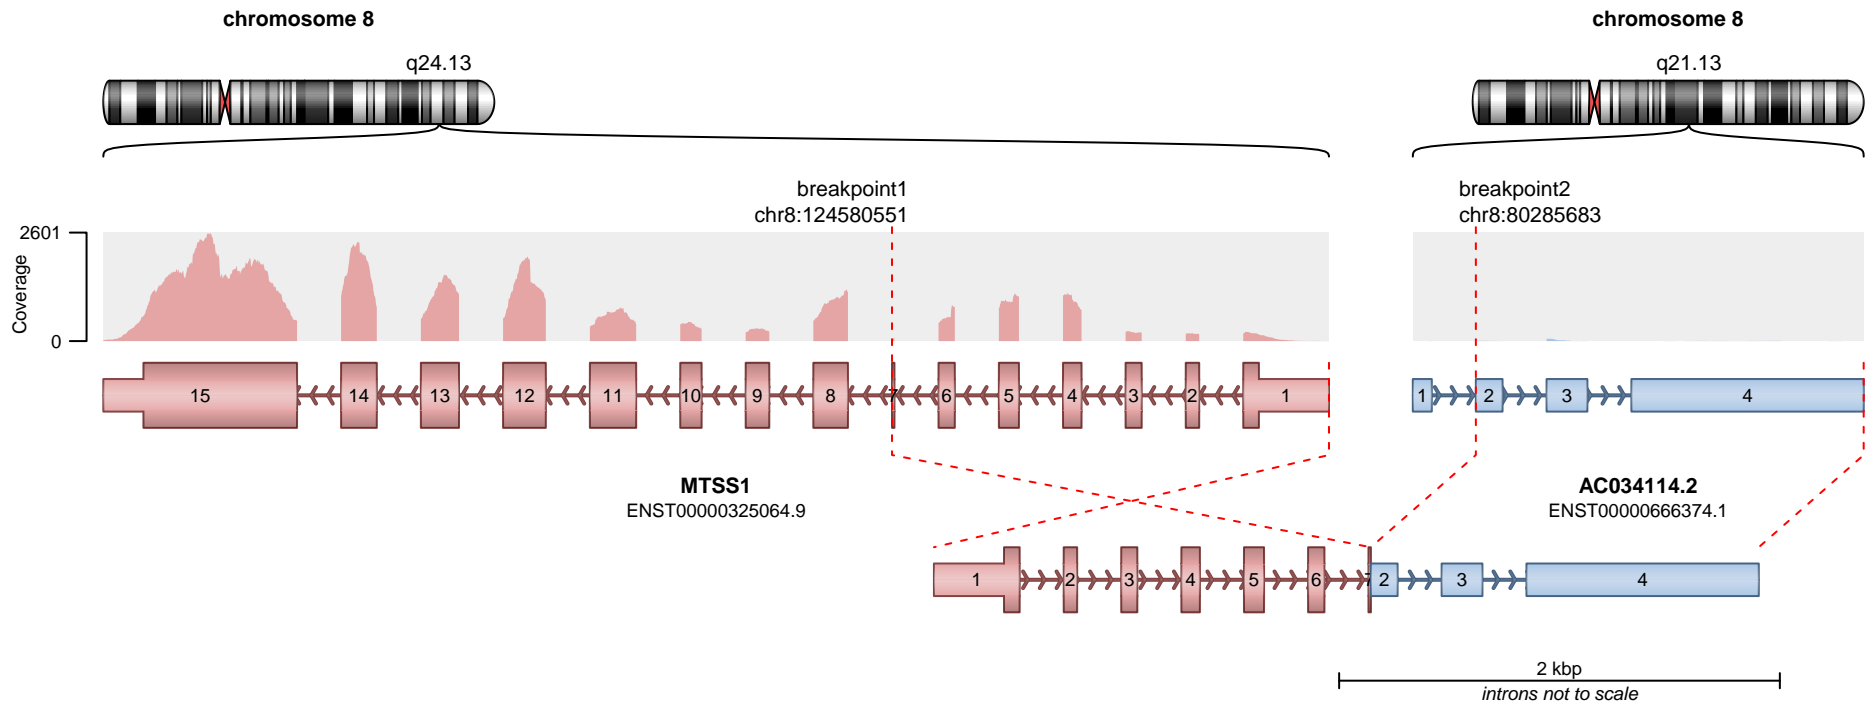 chromosome 8
chromosome 8
q24.13
q21.13
breakpoint1
chr8:124580551
breakpoint2
chr8:80285683
2601
0
Coverage
15 14 13 12 11 10 9 8 7 6 5 4 3 2 1
1 2 3 4
MTSS1
ENST00000325064.9
AC034114.2
ENST00000666374.1
1 2 3 4 5 6 7 2 3 4
2 kbp
introns not to scale